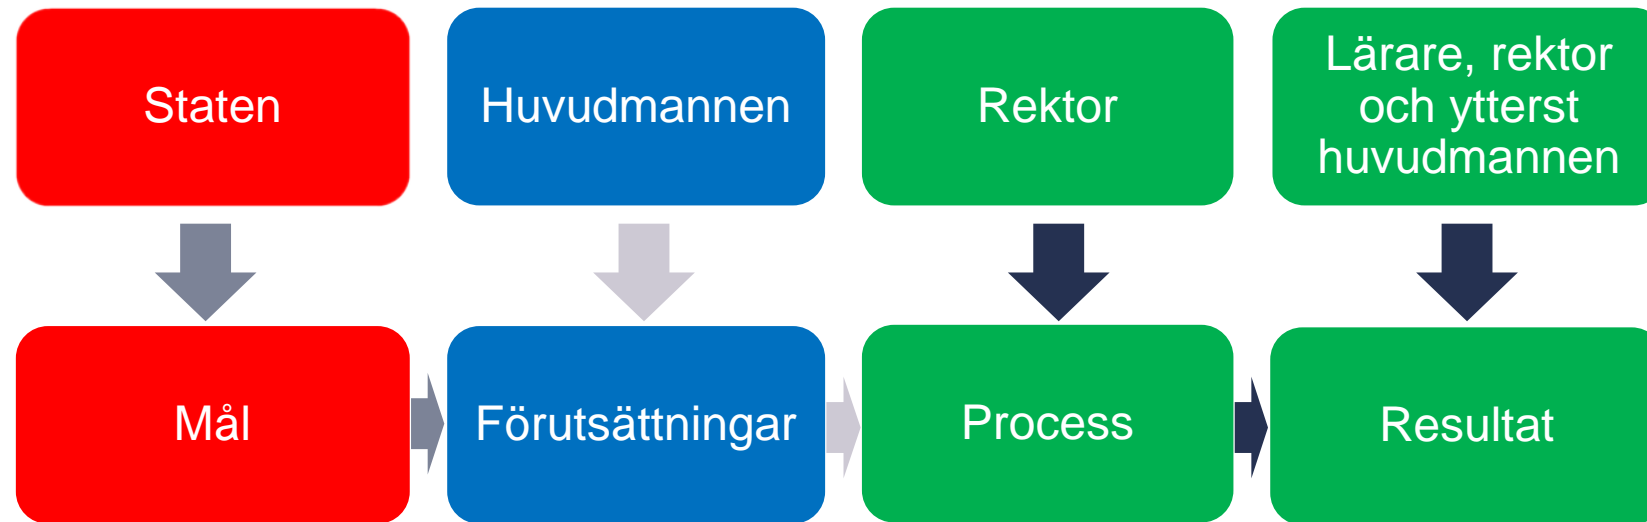 Staten
Huvudmannen
Rektor
Lärare, rektor
och ytterst
huvudmannen
Mål
Förutsättningar
Process
Resultat